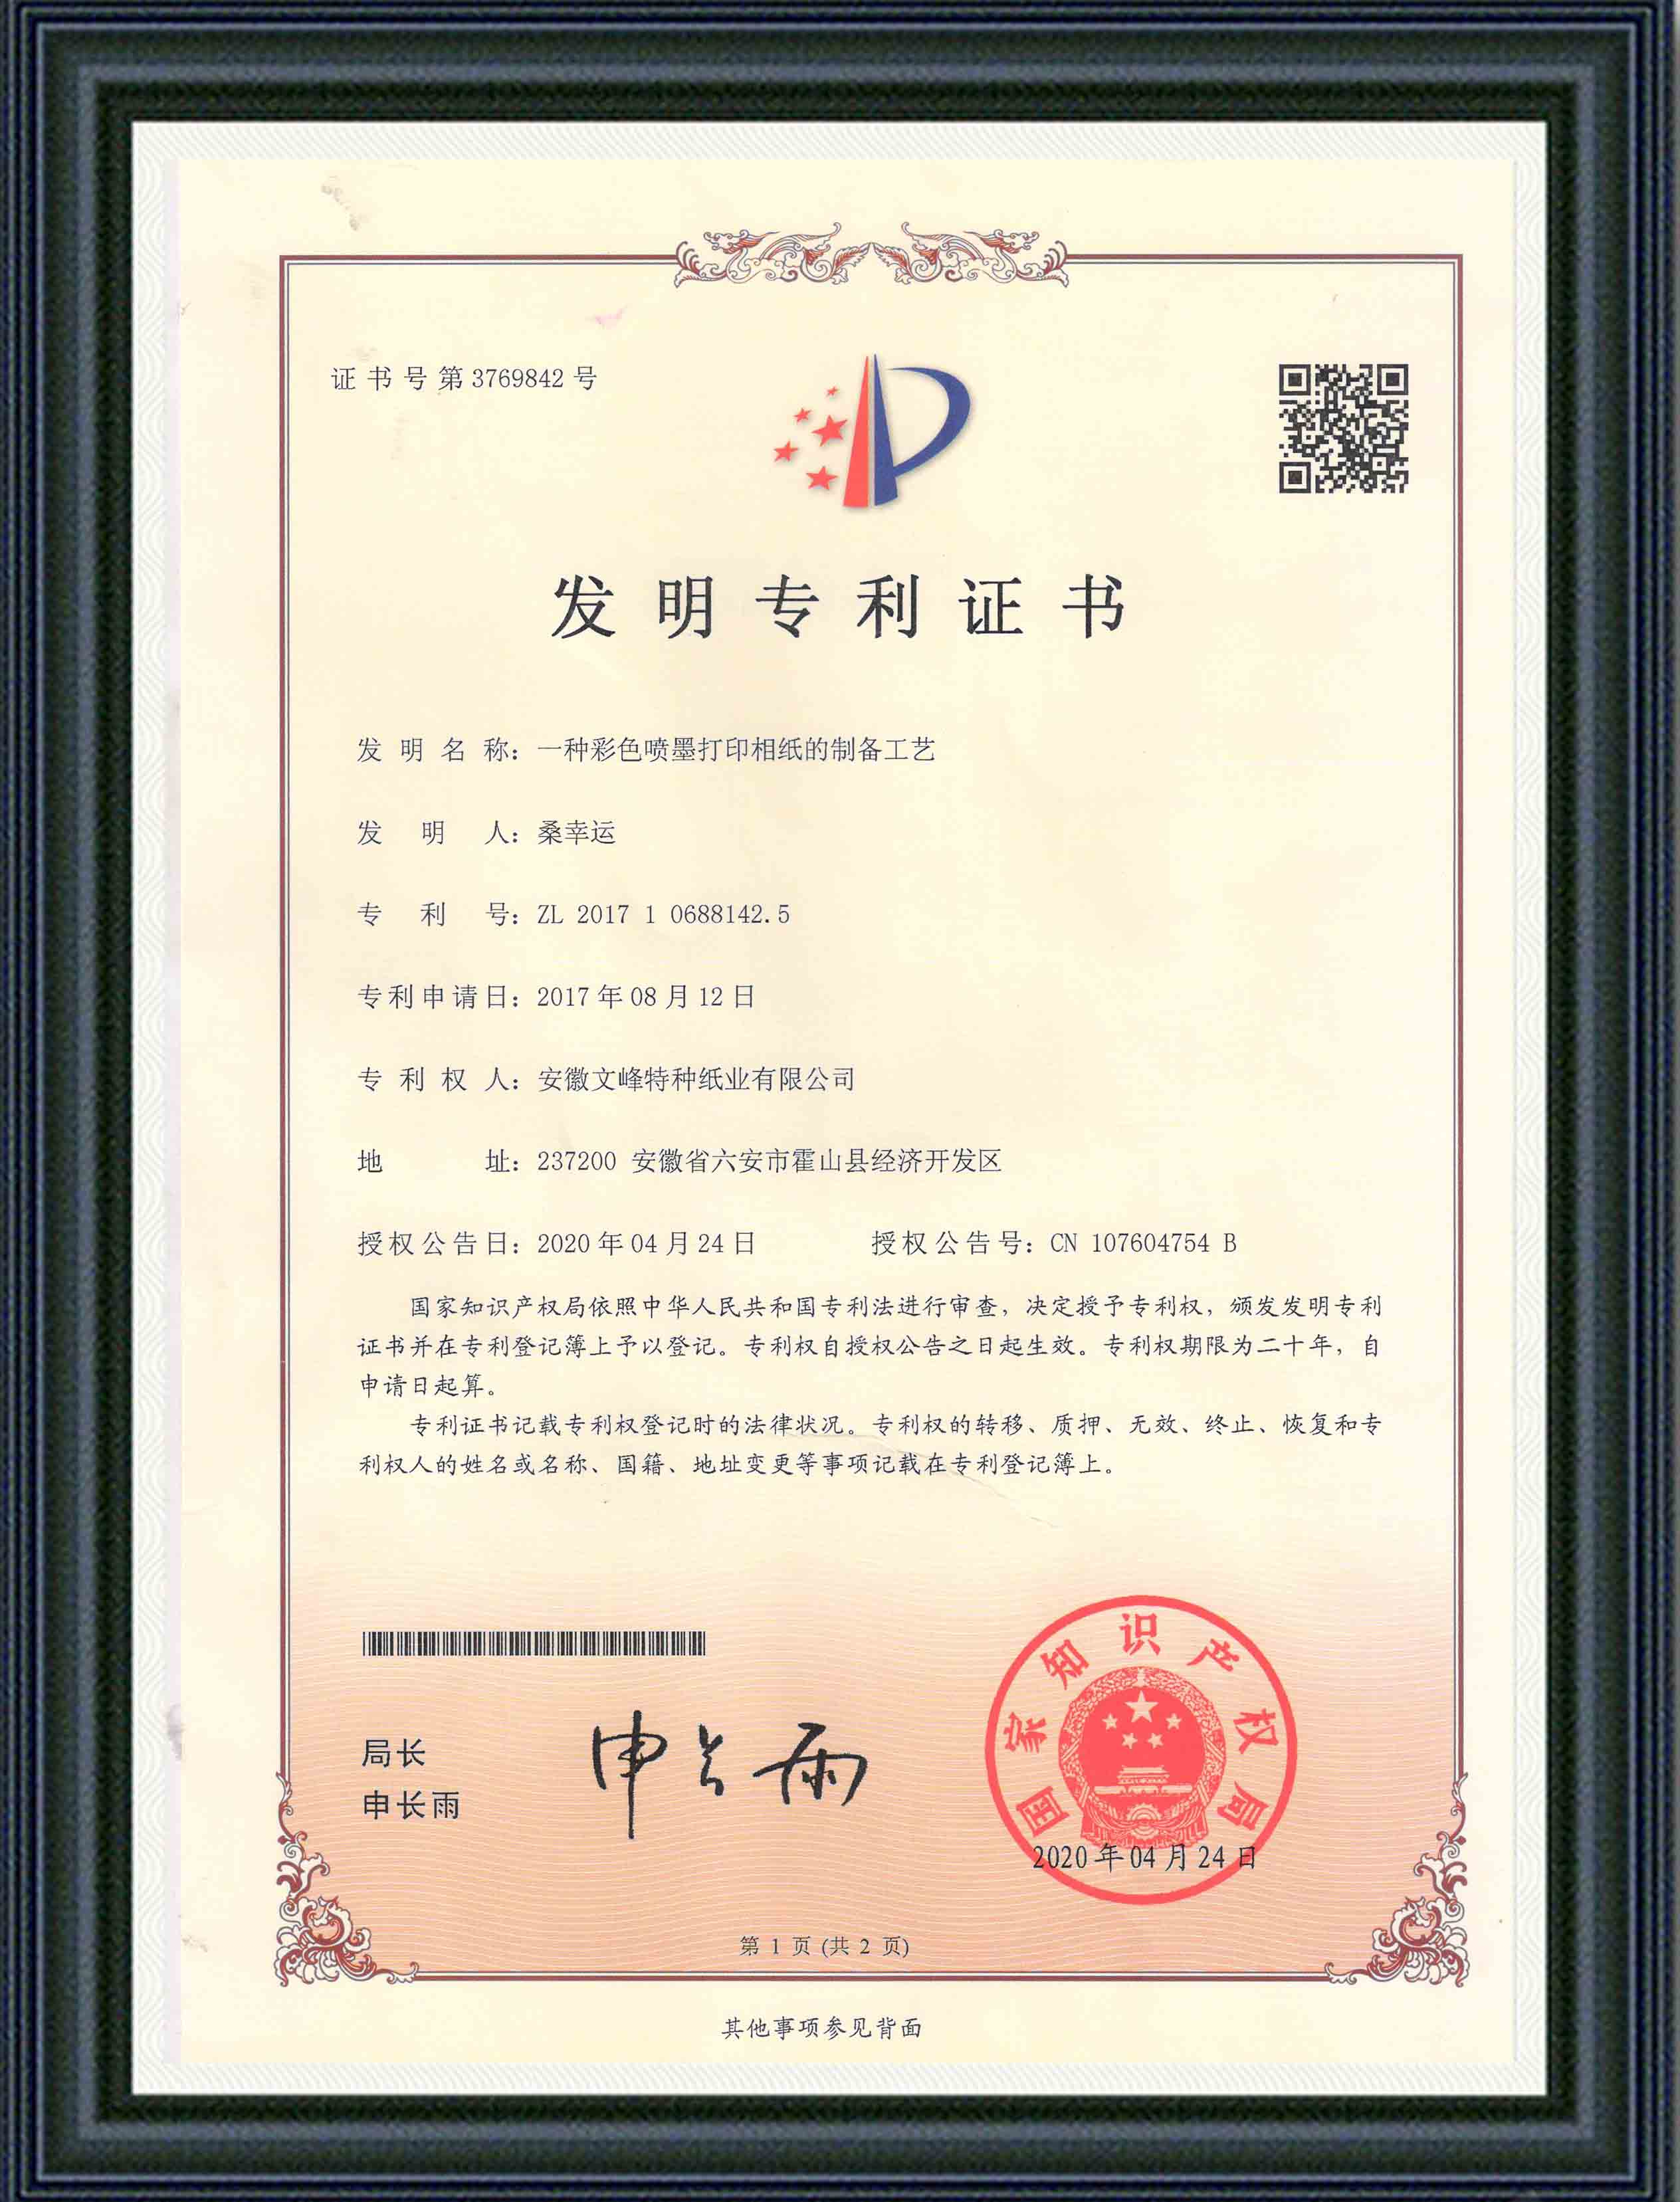 证书号第3769842号
发明专利证书
发明名称：一种彩色喷墨打印相纸的制备工艺
发明人：桑幸运
专利号：ZL 2017 1 0688142.5
专利申请日：2017年08月12日
专利权人：安徽文峰特种纸业有限公司
地址：237200 安徽省六安市霍山县经济开发区
授权公告日：2020年04月24日 授权公告号：CN 107604754 B
国家知识产权局依照中华人民共和国专利法进行审查，决定授予专利权，颁发发明专利
证书并在专利登记簿上予以登记。专利权自授权公告之日起生效。专利权期限为二十年，自
申请日起算。
专利证书记载专利权登记时的法律状况。专利权的转移、质押、无效、终止、恢复和专
利权人的姓名或名称、国籍、地址变更等事项记载在专利登记簿上。
局长
申长雨
申长雨
国家知识产权局
2020年04月24日
第 1 页 (共 2 页)
其他事项参见背面